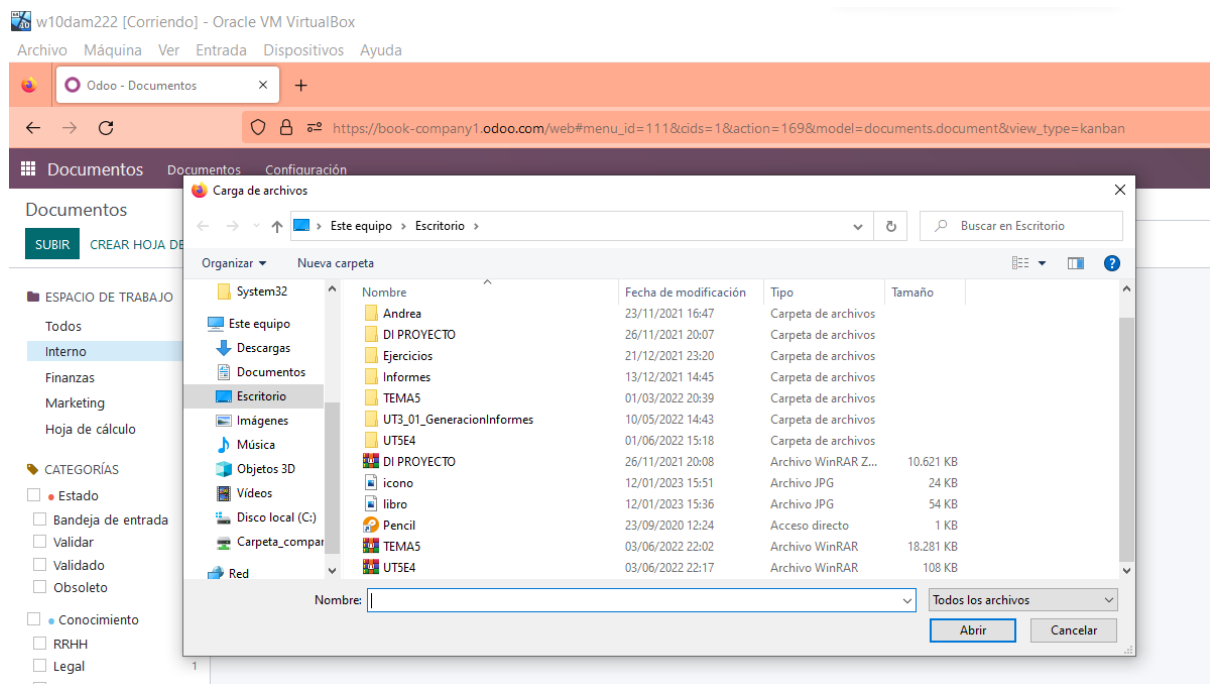 w10dam222 [Corriendo] - Oracle VM VirtualBox
Archivo Máquina Ver Entrada Dispositivos Ayuda
Odoo - Documentos
https://book-company1.odoo.com/web#menu_id=111&cids=1&action=169&model=documents.document&view_type=kanban
Documentos Documentos Configuración
Documentos
SUBIR CREAR HOJA DE
ESPACIO DE TRABAJO
Todos
Interno
Finanzas
Marketing
Hoja de cálculo
CATEGORÍAS
Estado
Bandeja de entrada
Validar
Validado
Obsoleto
Conocimiento
RRHH
Legal 1
Carga de archivos
Este equipo > Escritorio >
Buscar en Escritorio
Organizar Nueva carpeta
System32
Este equipo
Descargas
Documentos
Escritorio
Imágenes
Música
Objetos 3D
Vídeos
Disco local (C:)
Carpeta_compar
Red
Nombre Fecha de modificación Tipo Tamaño
Andrea 23/11/2021 16:47 Carpeta de archivos
DI PROYECTO 26/11/2021 20:07 Carpeta de archivos
Ejercicios 21/12/2021 23:20 Carpeta de archivos
Informes 13/12/2021 14:45 Carpeta de archivos
TEMA5 01/03/2022 20:39 Carpeta de archivos
UT3_01_GeneracionInformes 10/05/2022 14:43 Carpeta de archivos
UT5E4 01/06/2022 15:18 Carpeta de archivos
DI PROYECTO 26/11/2021 20:08 Archivo WinRAR Z... 10.621 KB
icono 12/01/2023 15:51 Archivo JPG 24 KB
libro 12/01/2023 15:36 Archivo JPG 54 KB
Pencil 23/09/2020 12:24 Acceso directo 1 KB
TEMA5 03/06/2022 22:02 Archivo WinRAR 18.281 KB
UT5E4 03/06/2022 22:17 Archivo WinRAR 108 KB
Nombre: Todos los archivos
Abrir Cancelar